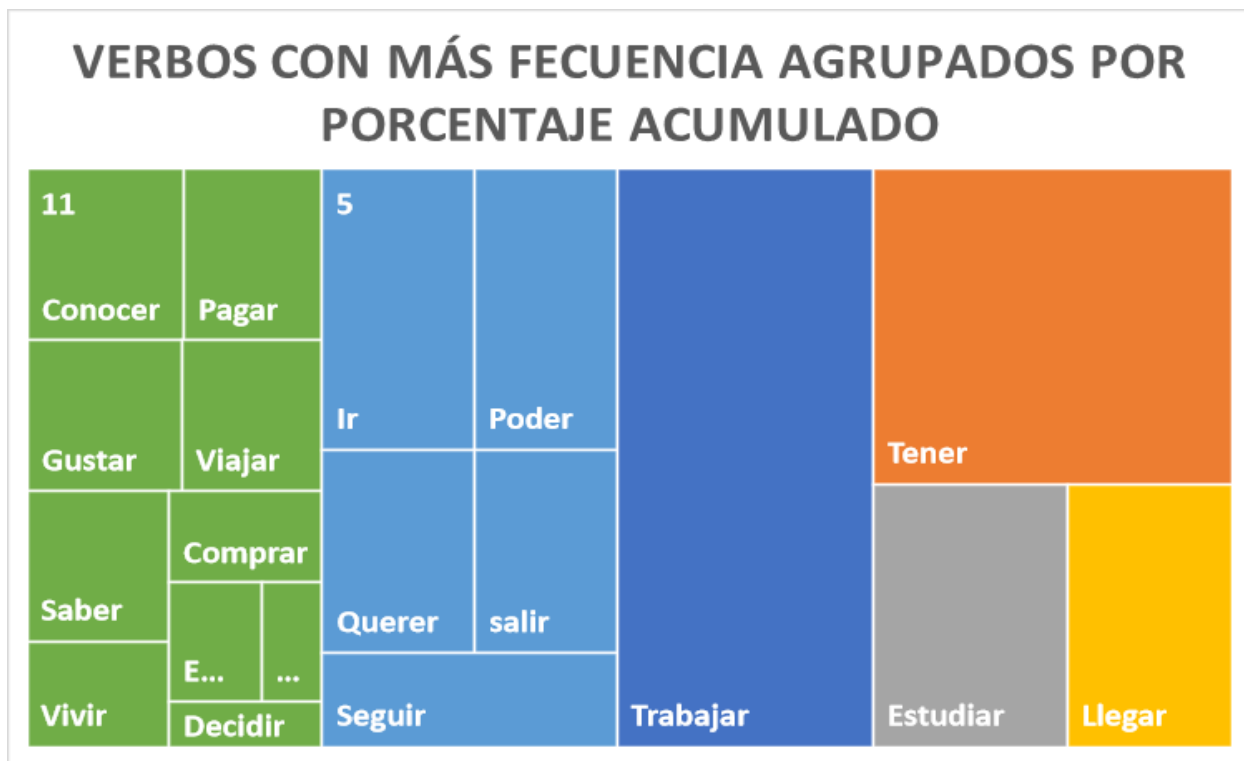 VERBOS CON MÁS FECUENCIA AGRUPADOS POR
PORCENTAJE ACUMULADO
11
Conocer
Pagar
Gustar
Viajar
Saber
Comprar
E...
...
Vivir
Decidir
5
Ir
Poder
Querer
salir
Seguir
Trabajar
Tener
Estudiar
Llegar